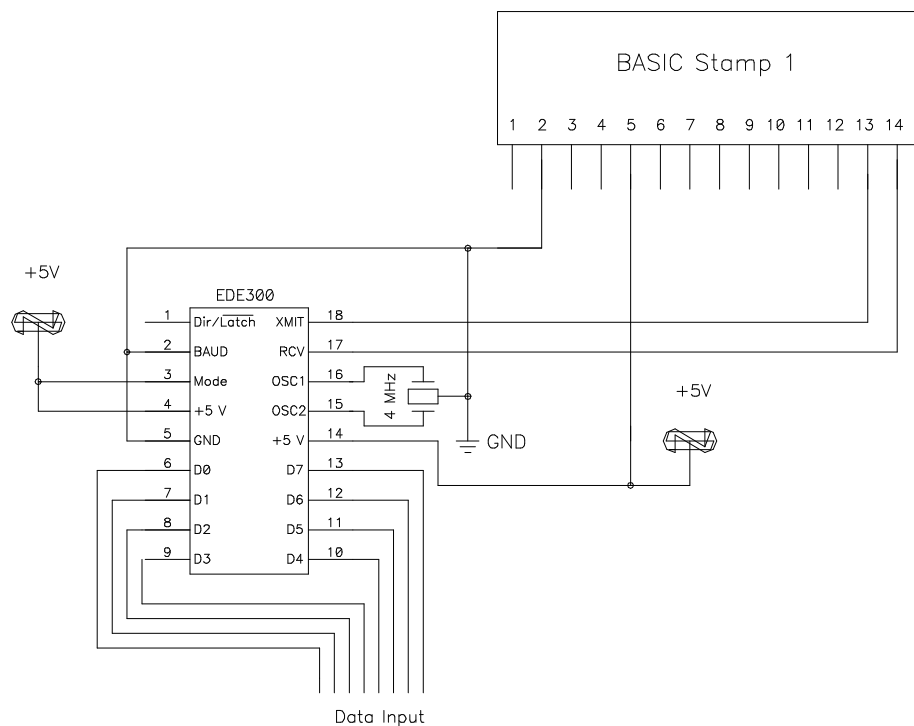 BASIC Stamp 1
1 2 3 4 5 6 7 8 9 10 11 12 13 14
+5V
EDE300
1 Dir/Latch XMIT 18
2 BAUD RCV 17
3 Mode OSC1 16
4 +5 V OSC2 15
5 GND +5 V 14
6 D0 D7 13
7 D1 D6 12
8 D2 D5 11
9 D3 D4 10
4 MHz
GND
+5V
Data Input